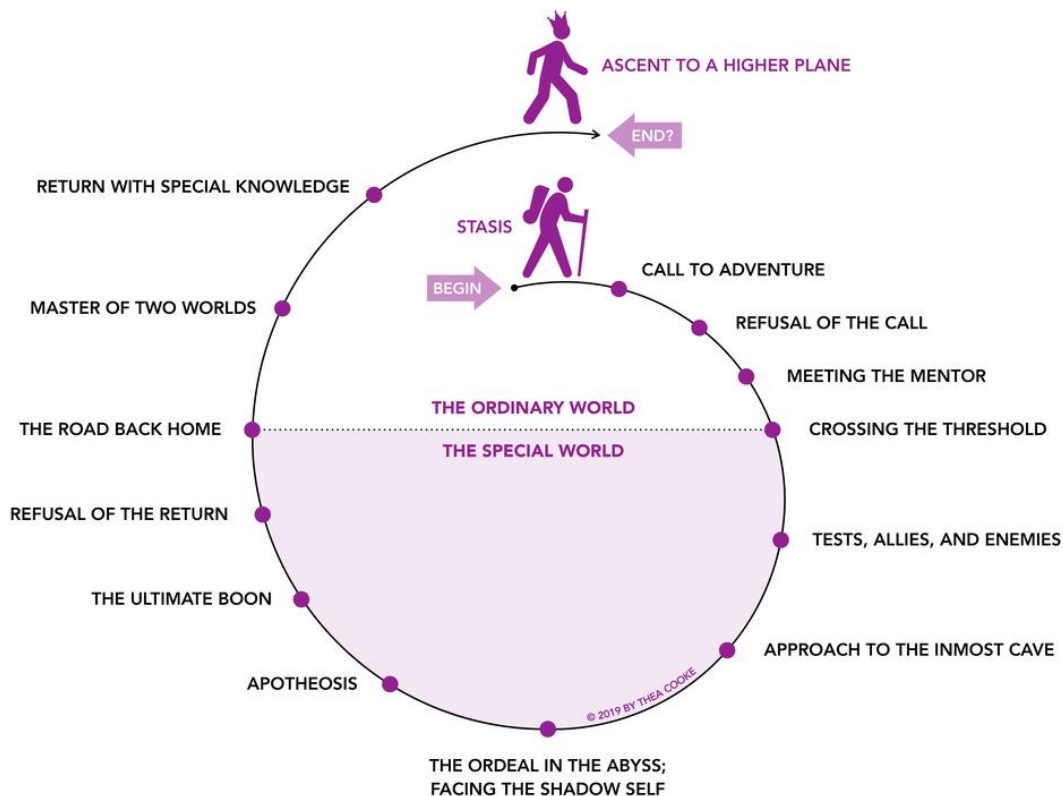 ASCENT TO A HIGHER PLANE
END?
RETURN WITH SPECIAL KNOWLEDGE
STASIS
BEGIN
CALL TO ADVENTURE
MASTER OF TWO WORLDS
REFUSAL OF THE CALL
MEETING THE MENTOR
THE ORDINARY WORLD
THE ROAD BACK HOME
CROSSING THE THRESHOLD
THE SPECIAL WORLD
REFUSAL OF THE RETURN
TESTS, ALLIES, AND ENEMIES
THE ULTIMATE BOON
APPROACH TO THE INMOST CAVE
APOTHEOSIS
© 2019 BY THEA COOKE
THE ORDEAL IN THE ABYSS;
FACING THE SHADOW SELF